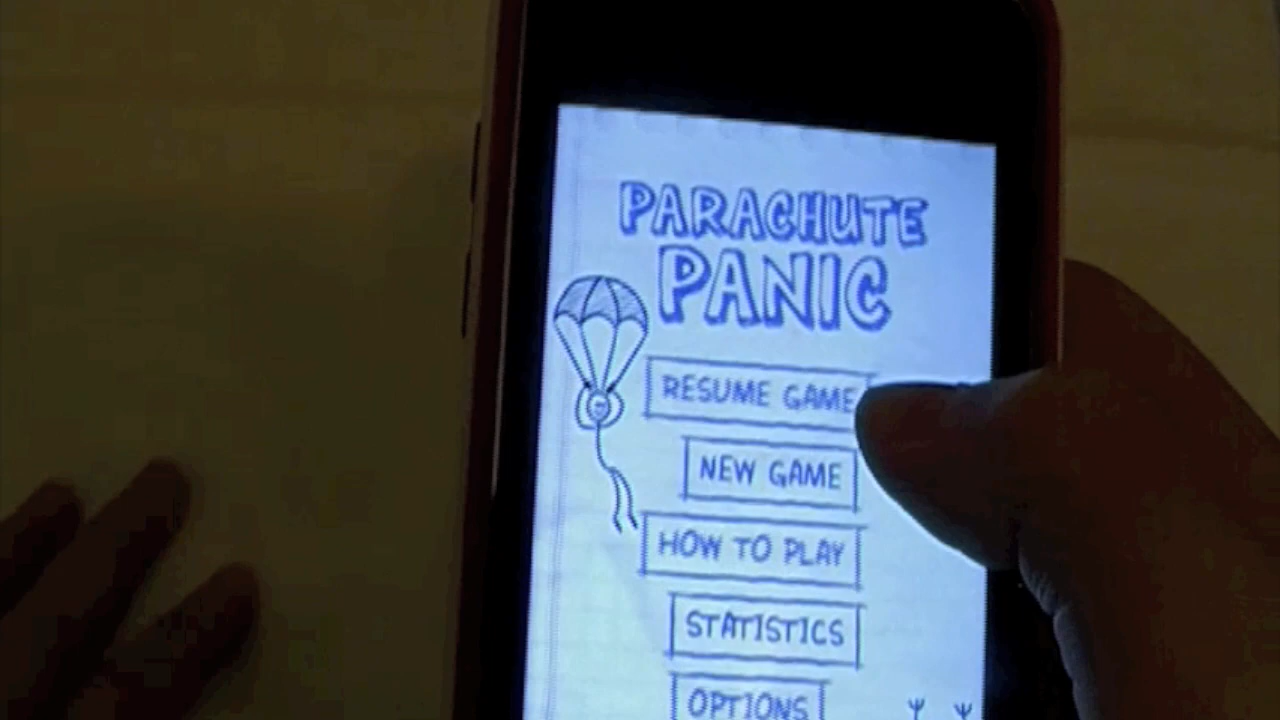 PARACHUTE
PANIC
RESUME GAME
NEW GAME
HOW TO PLAY
STATISTICS
OPTIONS